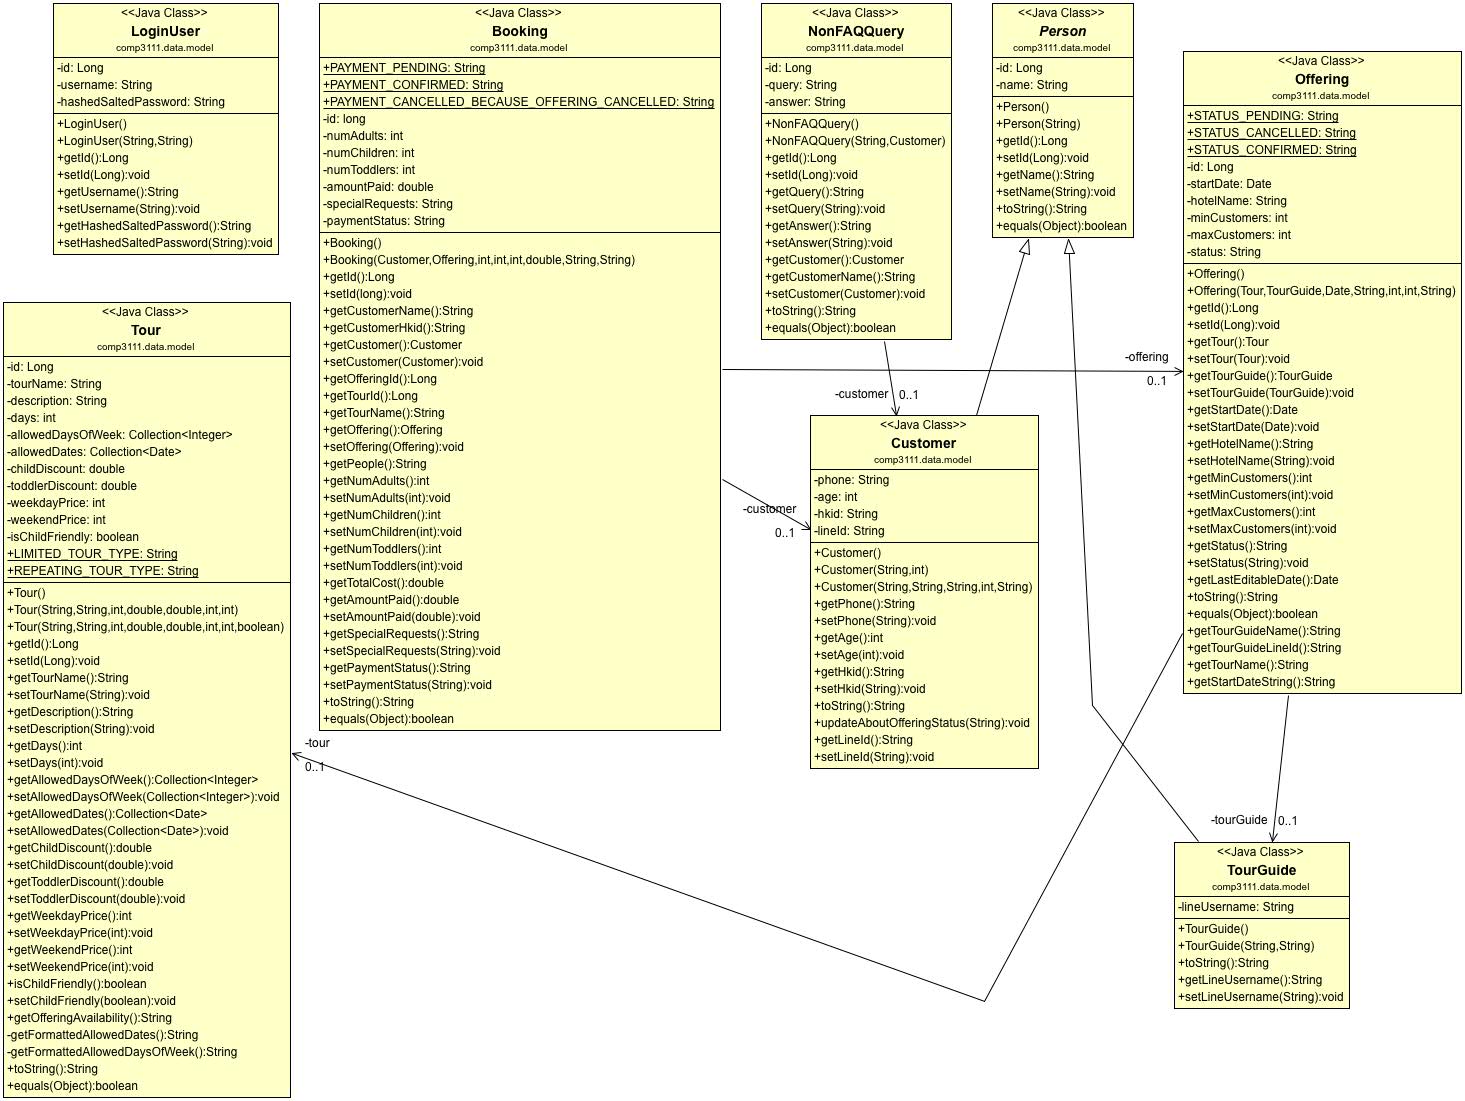 <<Java Class>>
LoginUser
comp3111.data.model
-id: Long
-username: String
-hashedSaltedPassword: String
+LoginUser()
+LoginUser(String,String)
+getId():Long
+setId(Long):void
+getUsername():String
+setUsername(String):void
+getHashedSaltedPassword():String
+setHashedSaltedPassword(String):void
<<Java Class>>
Booking
comp3111.data.model
+PAYMENT_PENDING: String
+PAYMENT_CONFIRMED: String
+PAYMENT_CANCELLED_BECAUSE_OFFERING_CANCELLED: String
-id: long
-numAdults: int
-numChildren: int
-numToddlers: int
-amountPaid: double
-specialRequests: String
-paymentStatus: String
+Booking()
+Booking(Customer,Offering,int,int,int,double,String,String)
+getId():Long
+setId(long):void
+getCustomerName():String
+getCustomerHkid():String
+getCustomer():Customer
+setCustomer(Customer):void
+getOfferingId():Long
+getTourId():Long
+getTourName():String
+getOffering():Offering
+setOffering(Offering):void
+getPeople():String
+getNumAdults():int
+setNumAdults(int):void
+getNumChildren():int
+setNumChildren(int):void
+getNumToddlers():int
+setNumToddlers(int):void
+getTotalCost():double
+getAmountPaid():double
+setAmountPaid(double):void
+getSpecialRequests():String
+setSpecialRequests(String):void
+getPaymentStatus():String
+setPaymentStatus(String):void
+toString():String
+equals(Object):boolean
<<Java Class>>
NonFAQQuery
comp3111.data.model
-id: Long
-query: String
-answer: String
+NonFAQQuery()
+NonFAQQuery(String,Customer)
+getId():Long
+setId(Long):void
+getQuery():String
+setQuery(String):void
+getAnswer():String
+setAnswer(String):void
+getCustomer():Customer
+getCustomerName():String
+setCustomer(Customer):void
+toString():String
+equals(Object):boolean
<<Java Class>>
Person
comp3111.data.model
-id: Long
-name: String
+Person()
+Person(String)
+getId():Long
+setId(Long):void
+getName():String
+setName(String):void
+toString():String
+equals(Object):boolean
<<Java Class>>
Offering
comp3111.data.model
+STATUS_PENDING: String
+STATUS_CANCELLED: String
+STATUS_CONFIRMED: String
-id: Long
-startDate: Date
-hotelName: String
-minCustomers: int
-maxCustomers: int
-status: String
+Offering()
+Offering(Tour,TourGuide,Date,String,int,int,String)
+getId():Long
+setId(Long):void
+getTour():Tour
+setTour(Tour):void
+getTourGuide():TourGuide
+setTourGuide(TourGuide):void
+getStartDate():Date
+setStartDate(Date):void
+getHotelName():String
+setHotelName(String):void
+getMinCustomers():int
+setMinCustomers(int):void
+getMaxCustomers():int
+setMaxCustomers(int):void
+getStatus():String
+setStatus(String):void
+getLastEditableDate():Date
+toString():String
+equals(Object):boolean
+getTourGuideName():String
+getTourGuideLineId():String
+getTourName():String
+getStartDateString():String
<<Java Class>>
Tour
comp3111.data.model
-id: Long
-tourName: String
-description: String
-days: int
-allowedDaysOfWeek: Collection<Integer>
-allowedDates: Collection<Date>
-childDiscount: double
-toddlerDiscount: double
-weekdayPrice: int
-weekendPrice: int
-isChildFriendly: boolean
+LIMITED_TOUR_TYPE: String
+REPEATING_TOUR_TYPE: String
+Tour()
+Tour(String,String,int,double,double,int,int)
+Tour(String,String,int,double,double,int,int,boolean)
+getId():Long
+setId(Long):void
+getTourName():String
+setTourName(String):void
+getDescription():String
+setDescription(String):void
+getDays():int
+setDays(int):void
+getAllowedDaysOfWeek():Collection<Integer>
+setAllowedDaysOfWeek(Collection<Integer>):void
+getAllowedDates():Collection<Date>
+setAllowedDates(Collection<Date>):void
+getChildDiscount():double
+setChildDiscount(double):void
+getToddlerDiscount():double
+setToddlerDiscount(double):void
+getWeekdayPrice():int
+setWeekdayPrice(int):void
+getWeekendPrice():int
+setWeekendPrice(int):void
+isChildFriendly():boolean
+setChildFriendly(boolean):void
+getOfferingAvailability():String
-getFormattedAllowedDates():String
-getFormattedAllowedDaysOfWeek():String
+toString():String
+equals(Object):boolean
-offering
0..1
-customer
0..1
-customer
0..1
<<Java Class>>
Customer
comp3111.data.model
-phone: String
-age: int
-hkid: String
-lineId: String
+Customer()
+Customer(String,int)
+Customer(String,String,String,int,String)
+getPhone():String
+setPhone(String):void
+getAge():int
+setAge(int):void
+getHkid():String
+setHkid(String):void
+toString():String
+updateAboutOfferingStatus(String):void
+getLineId():String
+setLineId(String):void
-tour
0..1
-tourGuide
0..1
<<Java Class>>
TourGuide
comp3111.data.model
-lineUsername: String
+TourGuide()
+TourGuide(String,String)
+toString():String
+getLineUsername():String
+setLineUsername(String):void